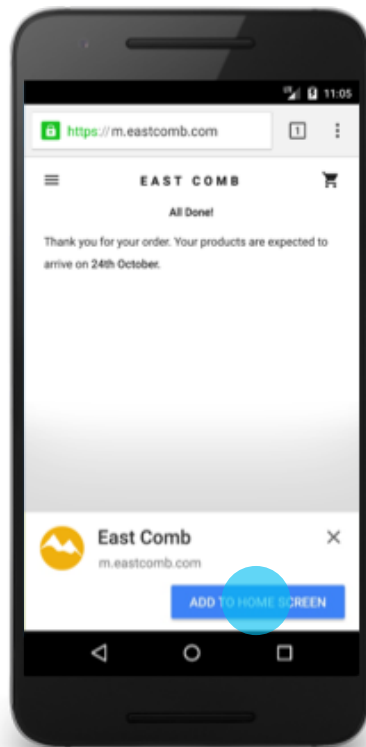 11:05
https://m.eastcomb.com 1
EAST COMB
All Done!
Thank you for your order. Your products are expected to
arrive on 24th October.
East Comb
m.eastcomb.com
ADD TO HOME SCREEN